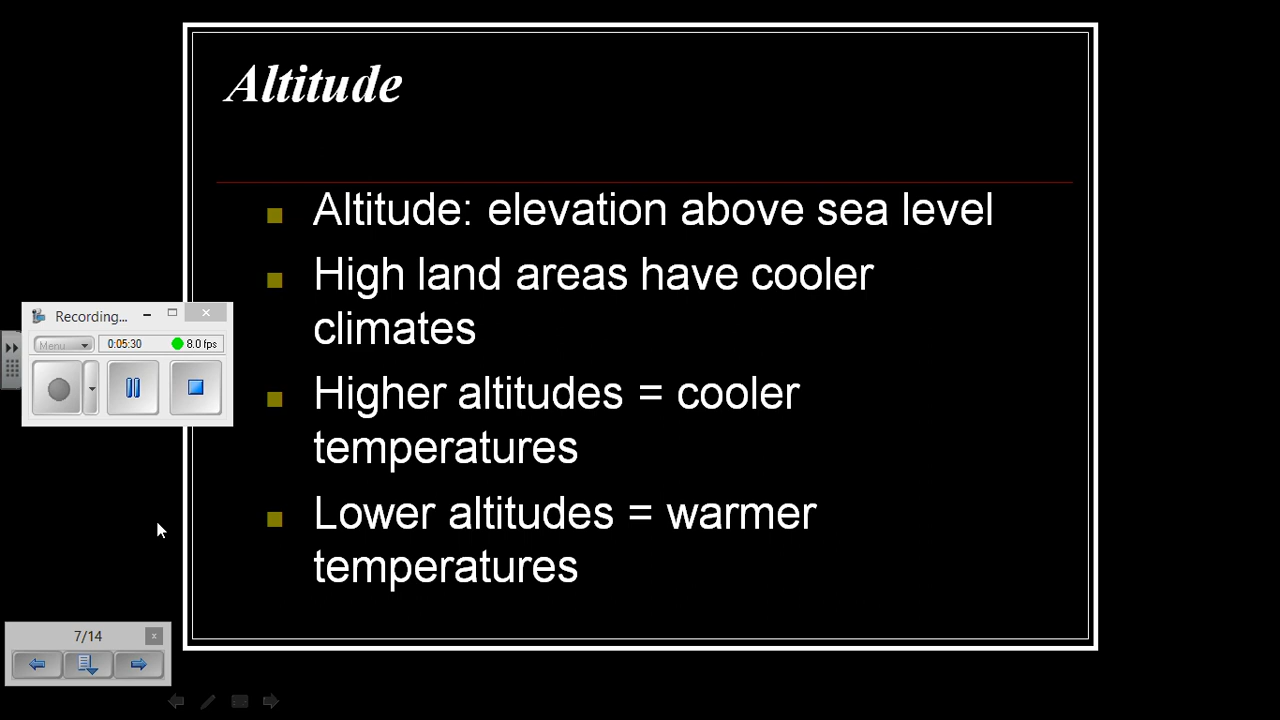 Altitude
Altitude: elevation above sea level
High land areas have cooler
climates
Recording...
Menu
0:05:30 8.0 fps
Higher altitudes = cooler
temperatures
Lower altitudes = warmer
temperatures
7/14